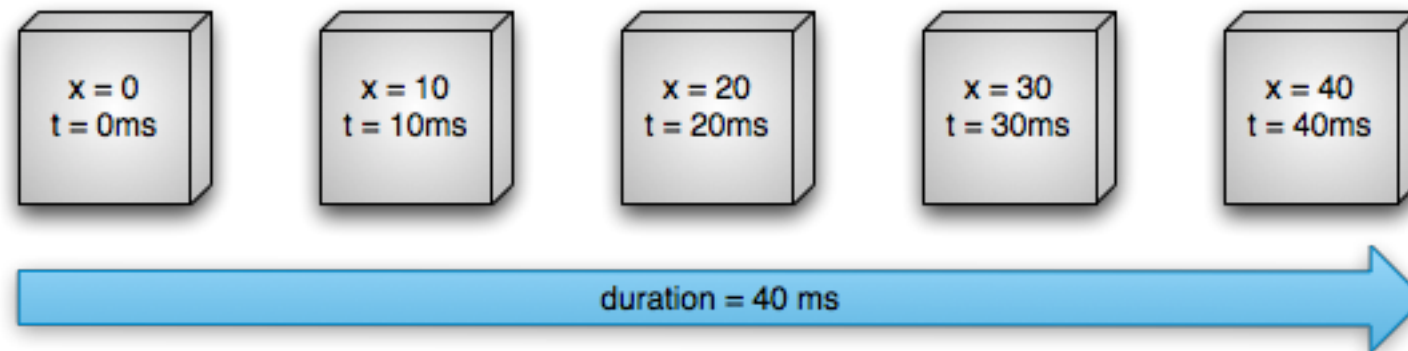 x = 0
t = 0ms
x = 10
t = 10ms
x = 20
t = 20ms
x = 30
t = 30ms
x = 40
t = 40ms
duration = 40 ms